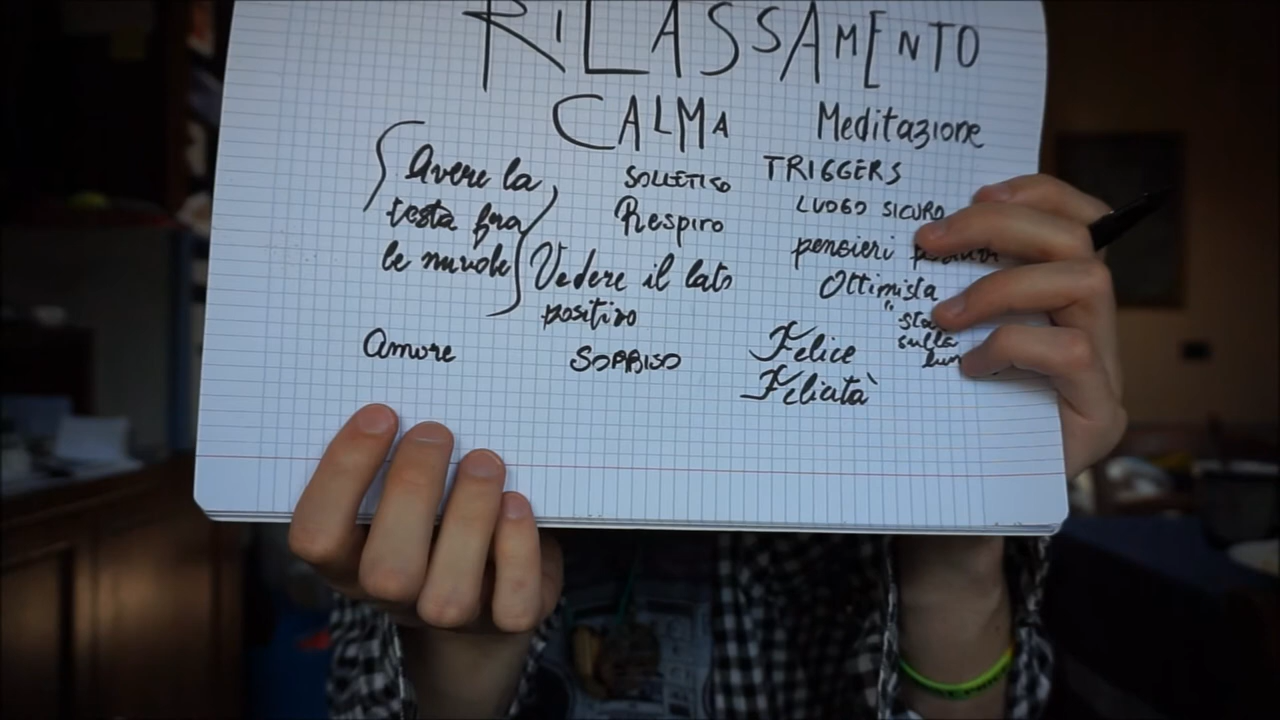 RILASSAMENTO
CALMA
Meditazione
Avere la
testa fra
le nuvole
SOLLETICO
Respiro
Vedere il lato
positivo
TRIGGERS
LUOGO SICURO
pensieri
Ottimista
sulla
Amore
SORRISO
Felice
Felicità